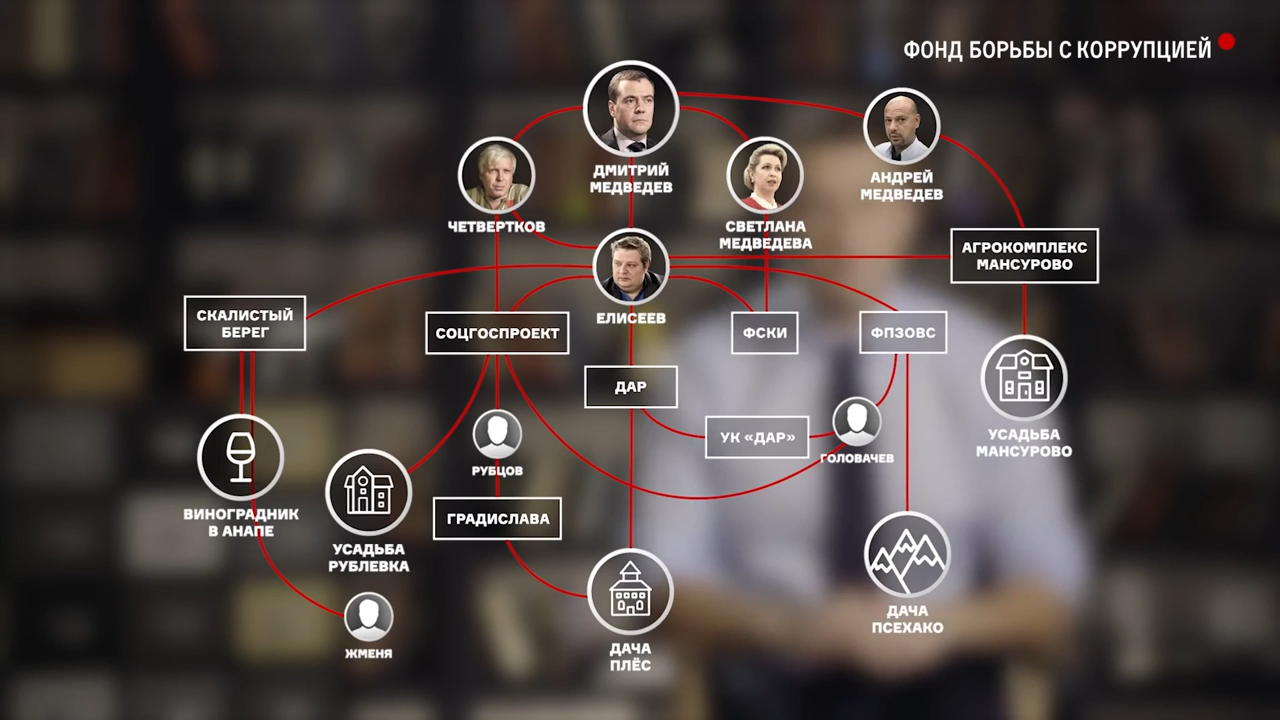 ФОНД БОРЬБЫ С КОРРУПЦИЕЙ
ДМИТРИЙ
МЕДВЕДЕВ
АНДРЕЙ
МЕДВЕДЕВ
ЧЕТВЕРТКОВ
СВЕТЛАНА
МЕДВЕДЕВА
АГРОКОМПЛЕКС
МАНСУРОВО
ЕЛИСЕЕВ
СКАЛИСТЫЙ
БЕРЕГ
СОЦГОСПРОЕКТ
ФСКИ
ФПЗОВС
ДАР
УК «ДАР»
ГОЛОВАЧЕВ
УСАДЬБА
МАНСУРОВО
РУБЦОВ
ВИНОГРАДНИК
В АНАПЕ
ГРАДИСЛАВА
УСАДЬБА
РУБЛЕВКА
ДАЧА
ПСЕХАКО
ЖМЕНЯ
ДАЧА
ПЛЁС